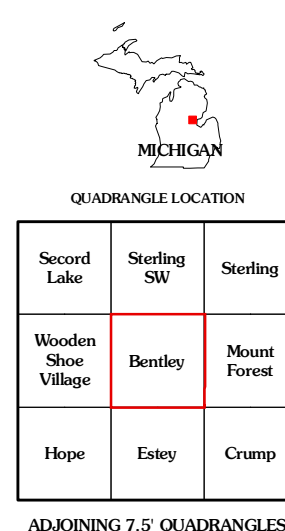 MICHIGAN
QUADRANGLE LOCATION
Secord
Lake
Sterling
SW
Sterling
Wooden
Shoe
Village
Bentley
Mount
Forest
Hope
Estey
Crump
ADJOINING 7.5' QUADRANGLES